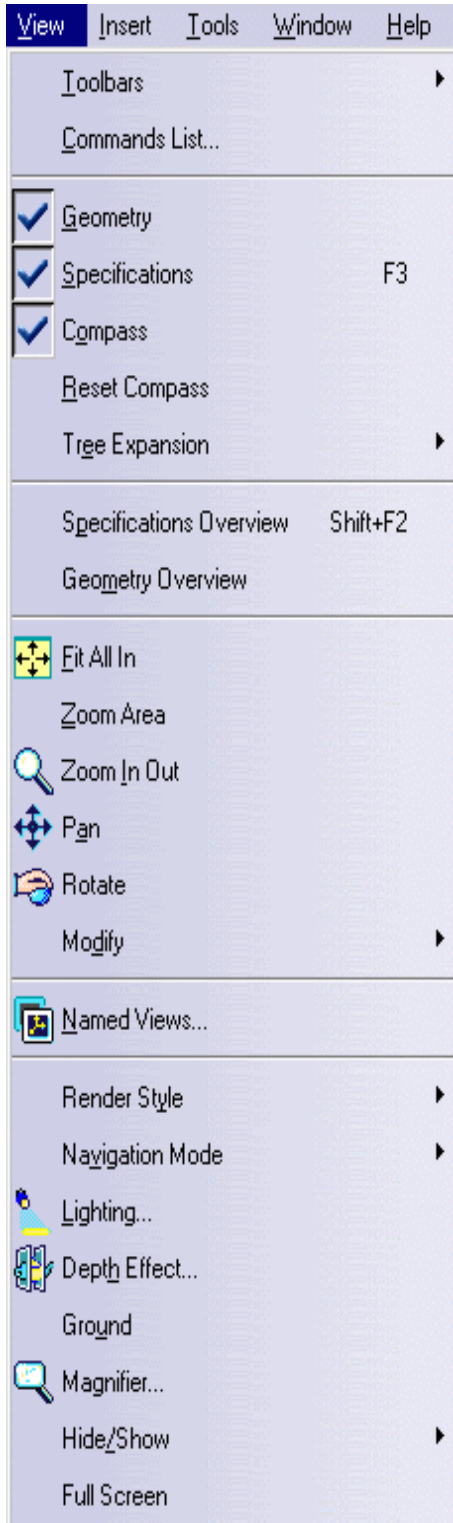 View Insert Tools Window Help
Toolbars
Commands List...
Geometry
Specifications F3
Compass
Reset Compass
Tree Expansion
Specifications Overview Shift+F2
Geometry Overview
Fit All In
Zoom Area
Zoom In Out
Pan
Rotate
Modify
Named Views...
Render Style
Navigation Mode
Lighting...
Depth Effect...
Ground
Magnifier...
Hide/Show
Full Screen